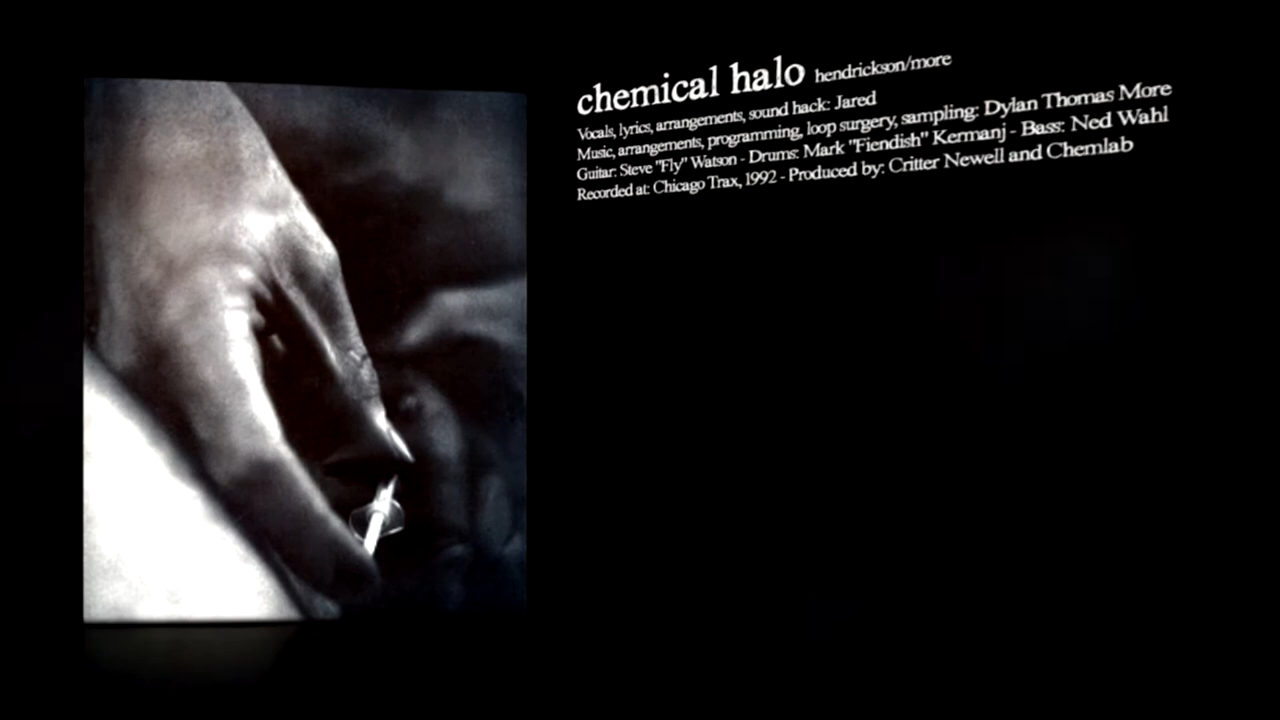 chemical halo hendrickson/more
Vocals, lyrics, arrangements, sound hack: Jared
Music, arrangements, programming, loop surgery, sampling: Dylan Thomas More
Guitar: Steve "Fly" Watson - Drums: Mark "Fiendish" Kermanj - Bass: Ned Wahl
Recorded at: Chicago Trax, 1992 - Produced by: Critter Newell and Chemlab